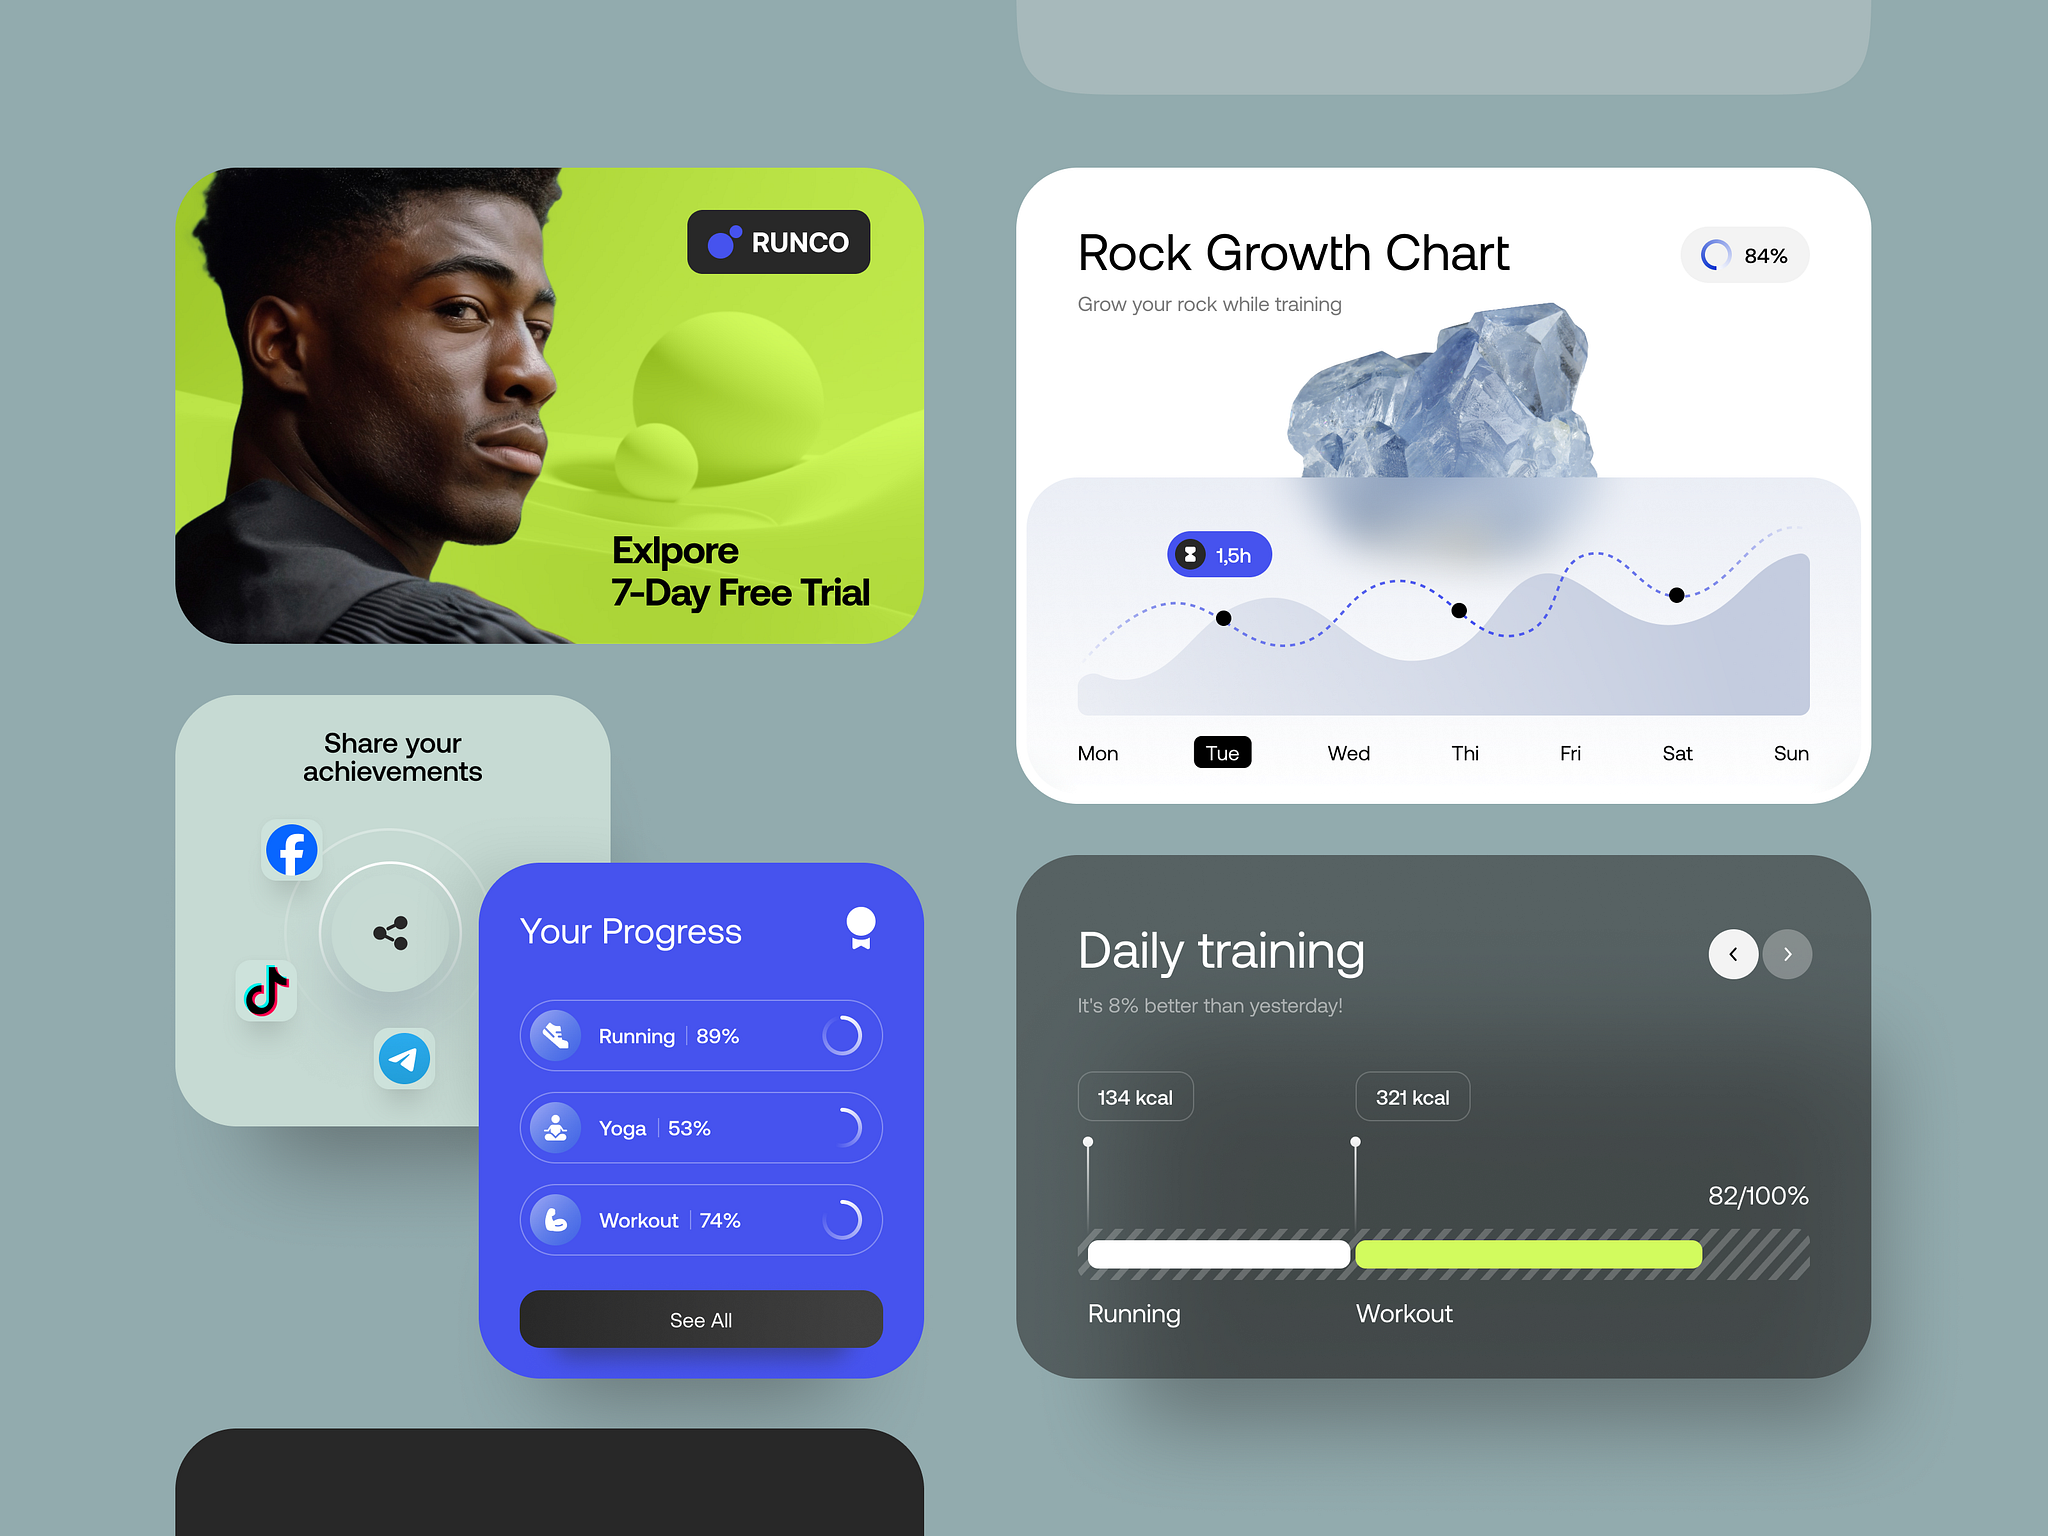 RUNCO
Exlpore
7-Day Free Trial
Rock Growth Chart
84%
Grow your rock while training
1,5h
Mon Tue Wed Thi Fri Sat Sun
Share your
achievements
Your Progress
Running 89%
Yoga 53%
Workout 74%
See All
Daily training
It's 8% better than yesterday!
134 kcal 321 kcal
82/100%
Running Workout